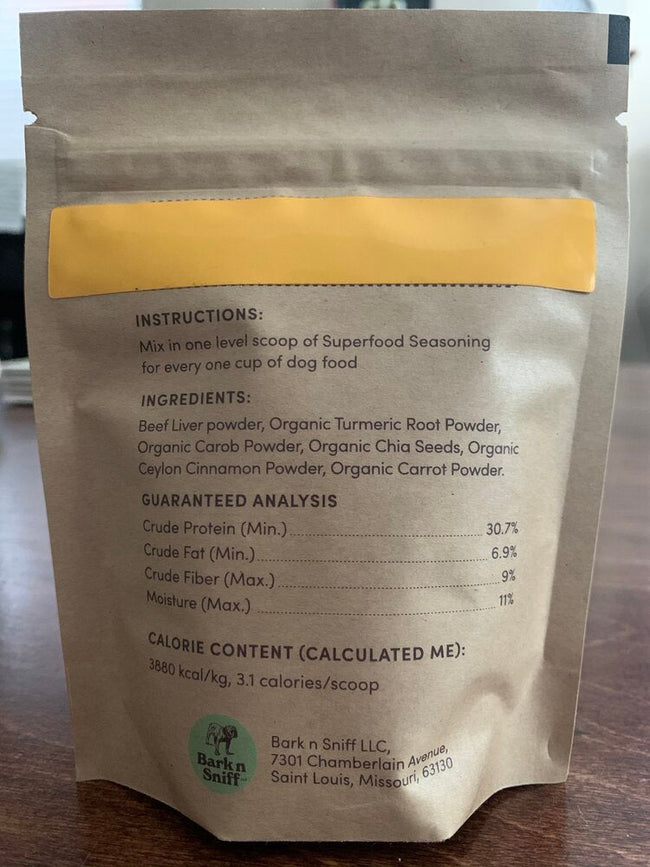 INSTRUCTIONS:
Mix in one level scoop of Superfood Seasoning
for every one cup of dog food
INGREDIENTS:
Beef Liver powder, Organic Turmeric Root Powder,
Organic Carob Powder, Organic Chia Seeds, Organic
Ceylon Cinnamon Powder, Organic Carrot Powder.
GUARANTEED ANALYSIS
Crude Protein (Min.) 30.7%
Crude Fat (Min.) 6.9%
Crude Fiber (Max.) 9%
Moisture (Max.) 11%
CALORIE CONTENT (CALCULATED ME):
3880 kcal/kg, 3.1 calories/scoop
Bark n
Sniff
Bark n Sniff LLC,
7301 Chamberlain Avenue,
Saint Louis, Missouri, 63130